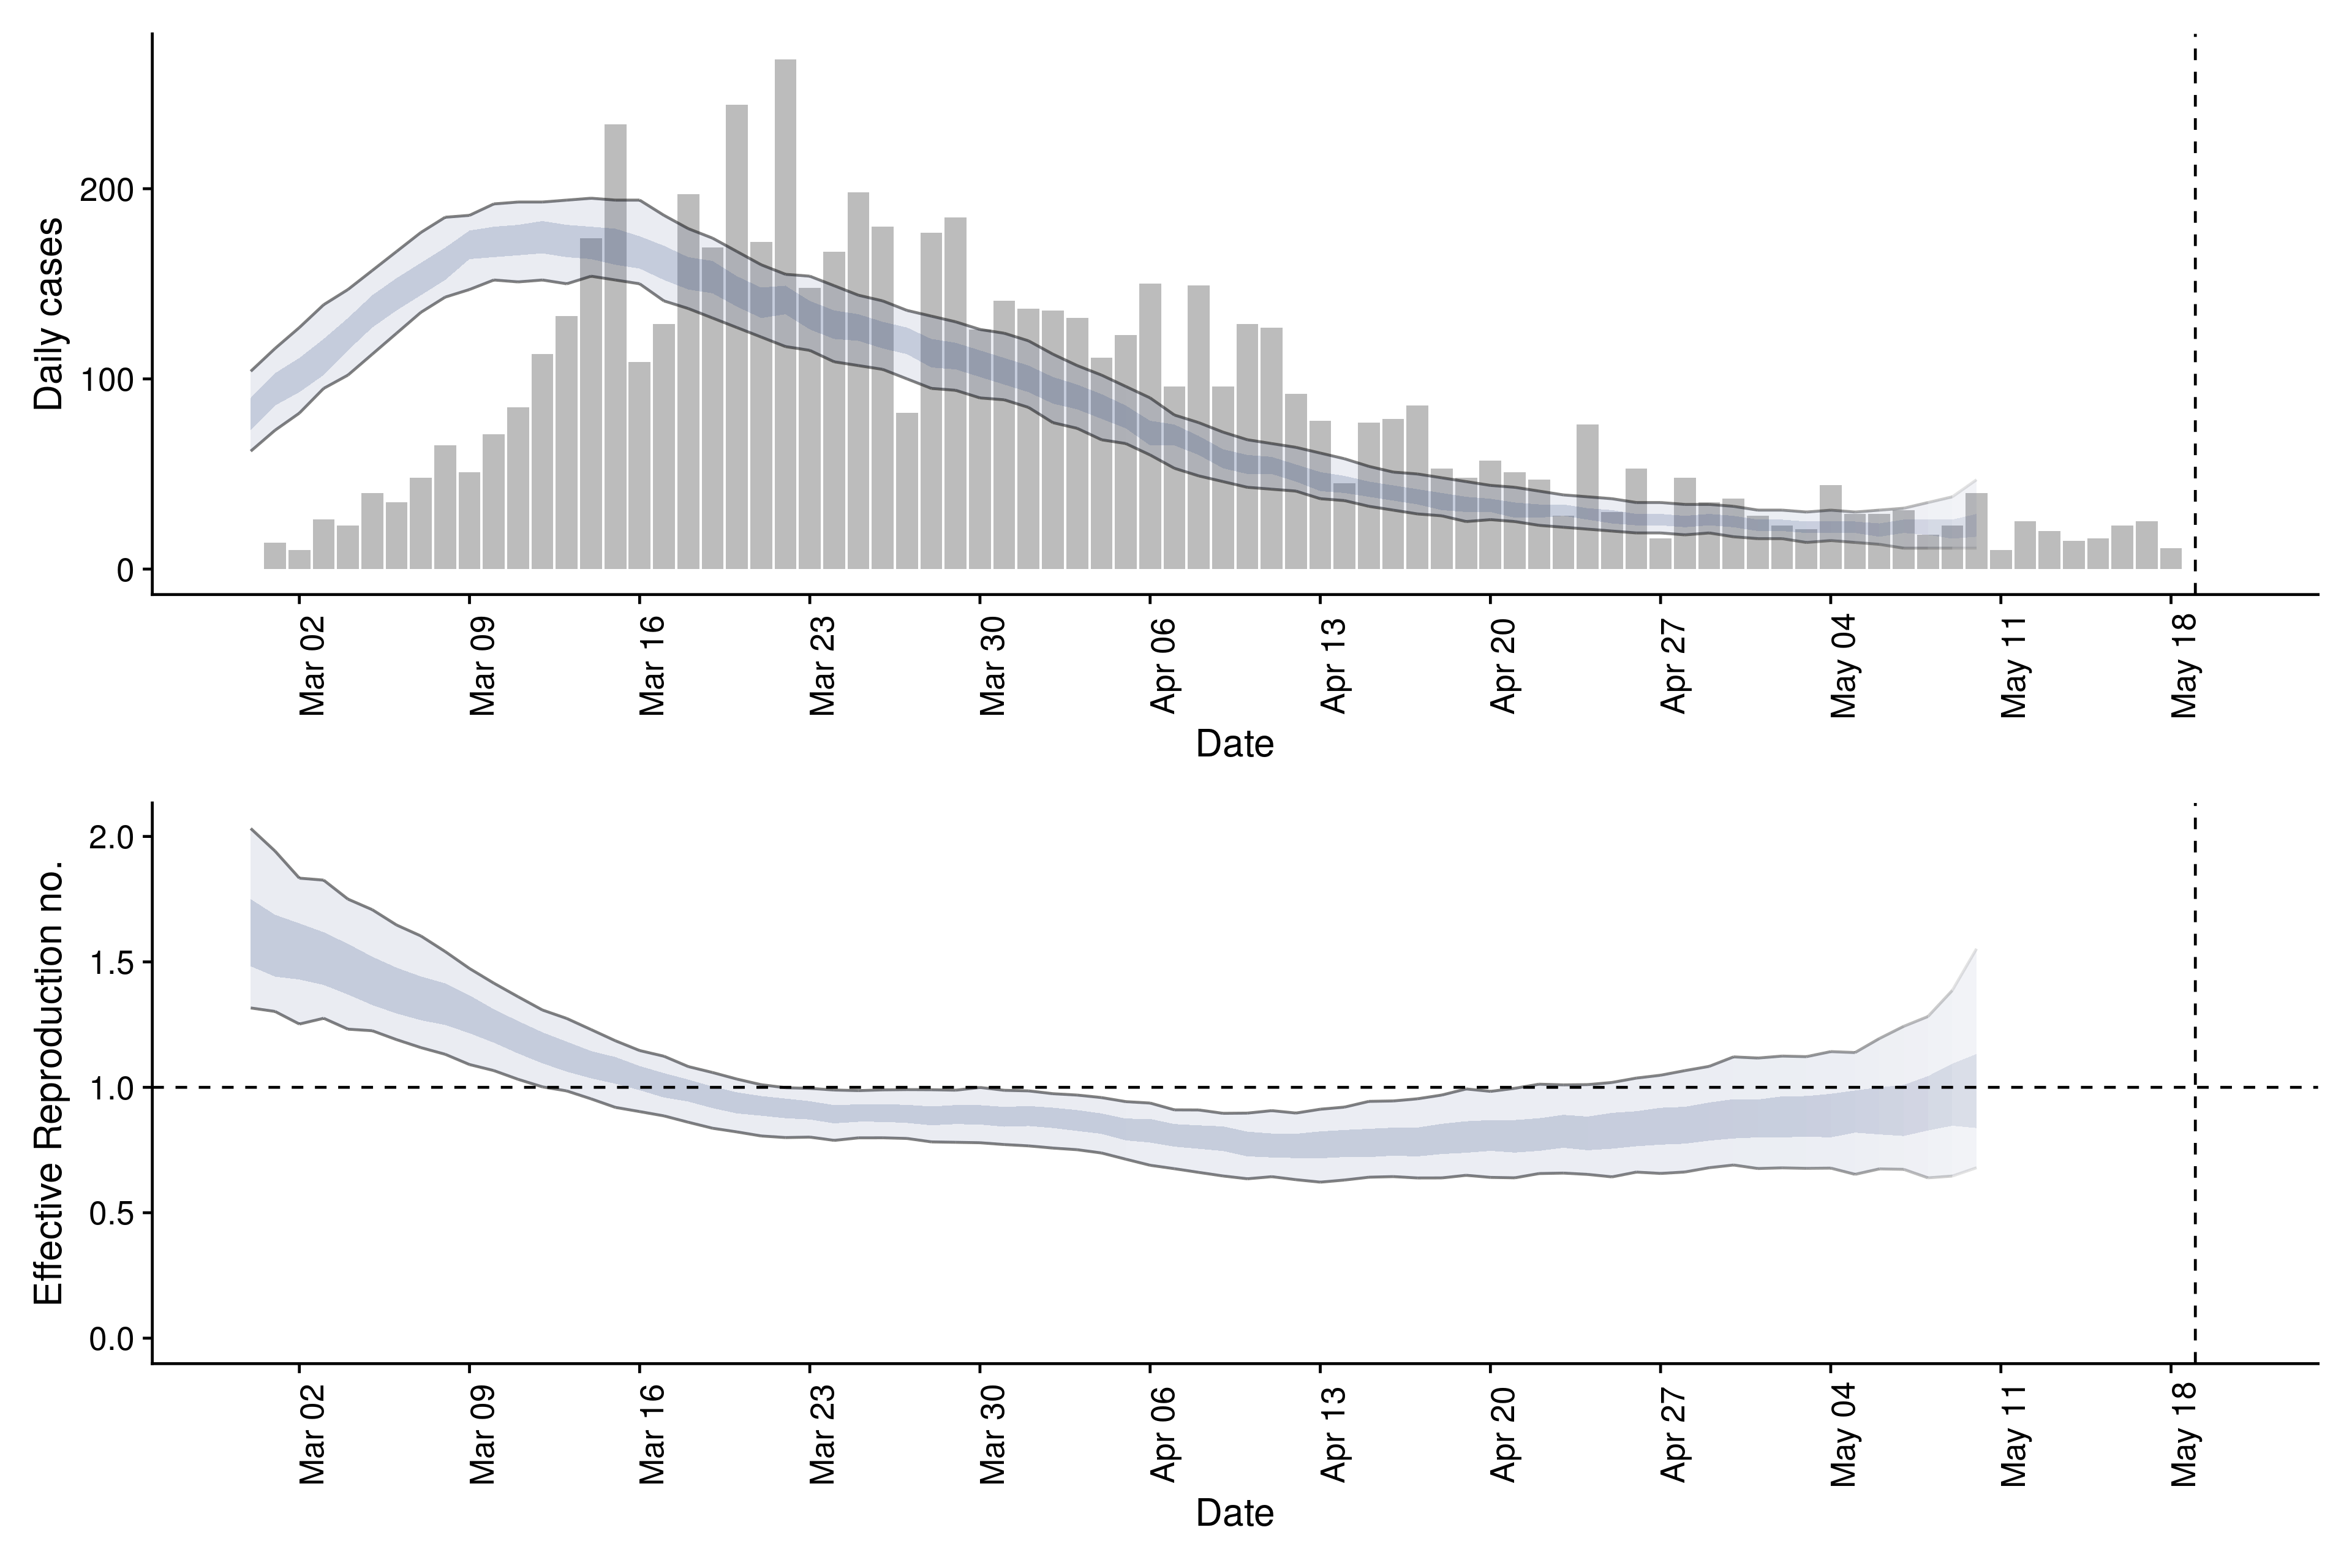 Daily cases
200
100
0
Mar 02
Mar 09
Mar 16
Mar 23
Mar 30
Apr 06
Apr 13
Apr 20
Apr 27
May 04
May 11
May 18
Date
Effective Reproduction no.
2.0
1.5
1.0
0.5
0.0
Mar 02
Mar 09
Mar 16
Mar 23
Mar 30
Apr 06
Apr 13
Apr 20
Apr 27
May 04
May 11
May 18
Date